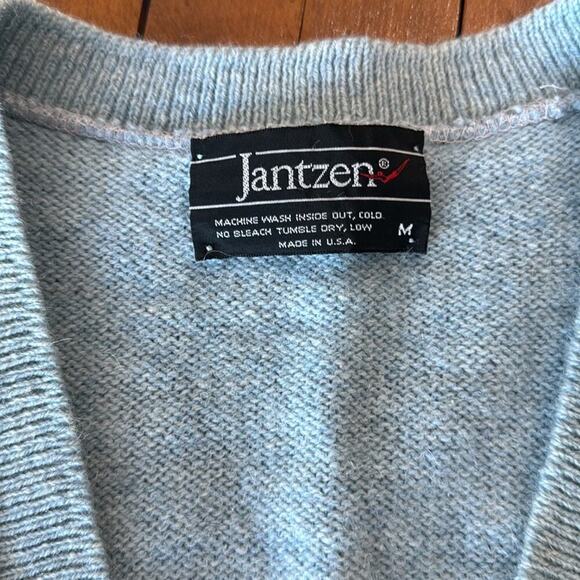 Jantzen®
MACHINE WASH INSIDE OUT, COLD
NO BLEACH TUMBLE DRY, LOW M
MADE IN U.S.A.